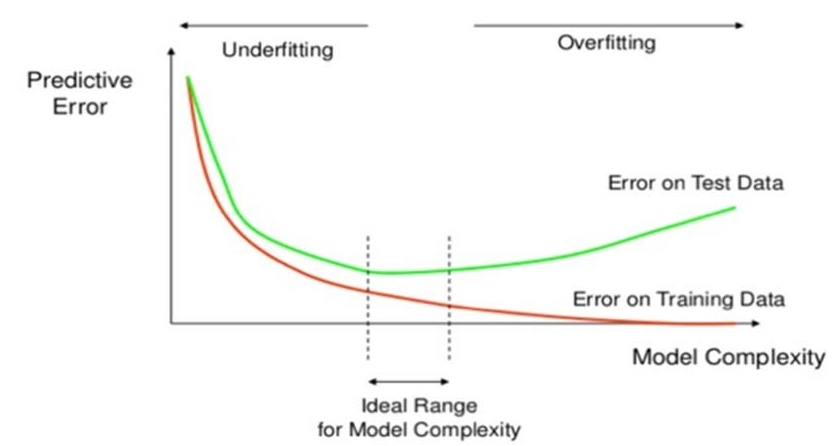 Underfitting
Overfitting
Predictive
Error
Error on Test Data
Error on Training Data
Model Complexity
Ideal Range
for Model Complexity